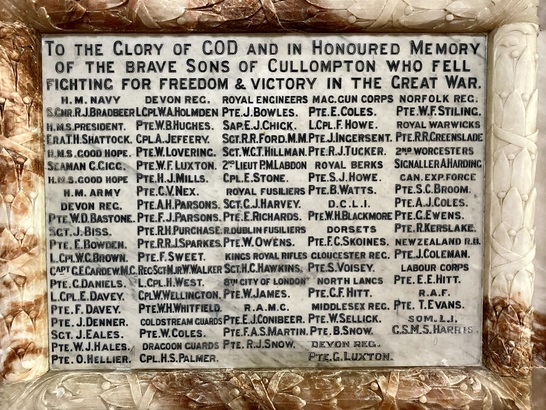 TO THE GLORY OF GOD AND IN HONOURED MEMORY
OF THE BRAVE SONS OF CULLOMPTON WHO FELL
FIGHTING FOR FREEDOM & VICTORY IN THE GREAT WAR.
H.M. NAVY
S.CMR.R.J.BRADBEER
H.M.S. PRESIDENT.
E.R.A.T.H.SHATTOCK.
H.M.S. GOOD HOPE.
SEAMAN C.CIGG.
H.M.S. GOOD HOPE
H.M. ARMY
DEVON REG.
PTE.W.D.BASTONE.
SGT.J.BISS.
PTE.E.BOWDEN.
L.CPL.W.G.BROWN.
CAPT G.E.CARDEW.M.C.
PTE.C.DANIELS.
L.CPL.E.DAVEY.
PTE.F.DAVEY.
PTE.J.DENNER.
SGT.J.EALES.
PTE.W.J.HALES.
PTE.O.HELLIER.
DEVON REG.
L.CPL.W.A.HOLMDEN
PTE.W.B.HUGHES.
CPL.A.JEFFERY.
PTE.W.LOVERING.
PTE.W.FLUXTON.
PTE.H.J.MILLS.
PTE.C.V.NEX.
PTE.A.H.PARSONS.
PTE.F.J.PARSONS.
PTE.R.H.PURCHASE.
PTE.R.R.J.SPARKES.
PTE.F.SWEET.
REG.SGT.MJR.W.WALKER
L.CPL.H.WEST.
CPL.W.WELLINGTON.
PTE.W.H.WHITFIELD.
COLDSTREAM GUARDS
PTE.W.COLES.
DRAGOON GUARDS
CPL.H.S.PALMER.
ROYAL ENGINEERS
PTE.J.BOWLES.
SAP.E.J.CHICK.
SGT.R.R.FORD.M.M.
SGT.W.C.T.HILLMAN.
2ND LIEUT P.M.LABDON
CPL.E.STONE.
ROYAL FUSILIERS
SGT.C.J.HARVEY.
PTE.E.RICHARDS.
R.DUBLIN FUSILIERS
PTE.W.OWENS.
KINGS ROYAL RIFLES
SGT.H.C.HAWKINS.
8TH CITY OF LONDON
PTE.W.JAMES.
R.A.M.C.
PTE.E.J.CONIBEER.
PTE.F.A.S.MARTIN.
PTE.R.J.SNOW.
MAC.GUN CORPS
PTE.E.COLES.
L.CPL.F.HOWE.
PTE.J.INGERSENT.
PTE.R.J.TUCKER.
ROYAL BERKS
PTE.S.J.HOWE.
PTE.B.WATTS.
D.C.L.I.
PTE.W.H.BLACKMORE
DORSETS
PTE.F.C.SKOINES.
GLOUCESTER REG.
PTE.S.VOISEY.
NORTH LANCS
PTE.C.F.HITT.
MIDDLESEX REG.
PTE.W.SELLICK.
PTE.B.SNOW.
DEVON REG.
PTE.G.LUXTON.
NORFOLK REG.
PTE.W.F.STILING.
ROYAL WARWICKS
PTE.R.R.GREENSLADE
2ND.WORCESTERS
SIGNALLER A.HARDING
CAN.EXP.FORCE
PTE.S.C.BROOM.
PTE.A.J.COLES.
PTE.C.EWENS.
PTE.R.KERSLAKE.
NEW ZEALAND R.B.
PTE.J.COLEMAN.
LABOUR CORPS
PTE.E.E.HITT.
R.A.F.
PTE.T.EVANS.
SOM.L.I.
C.S.M.S.HARRIS.